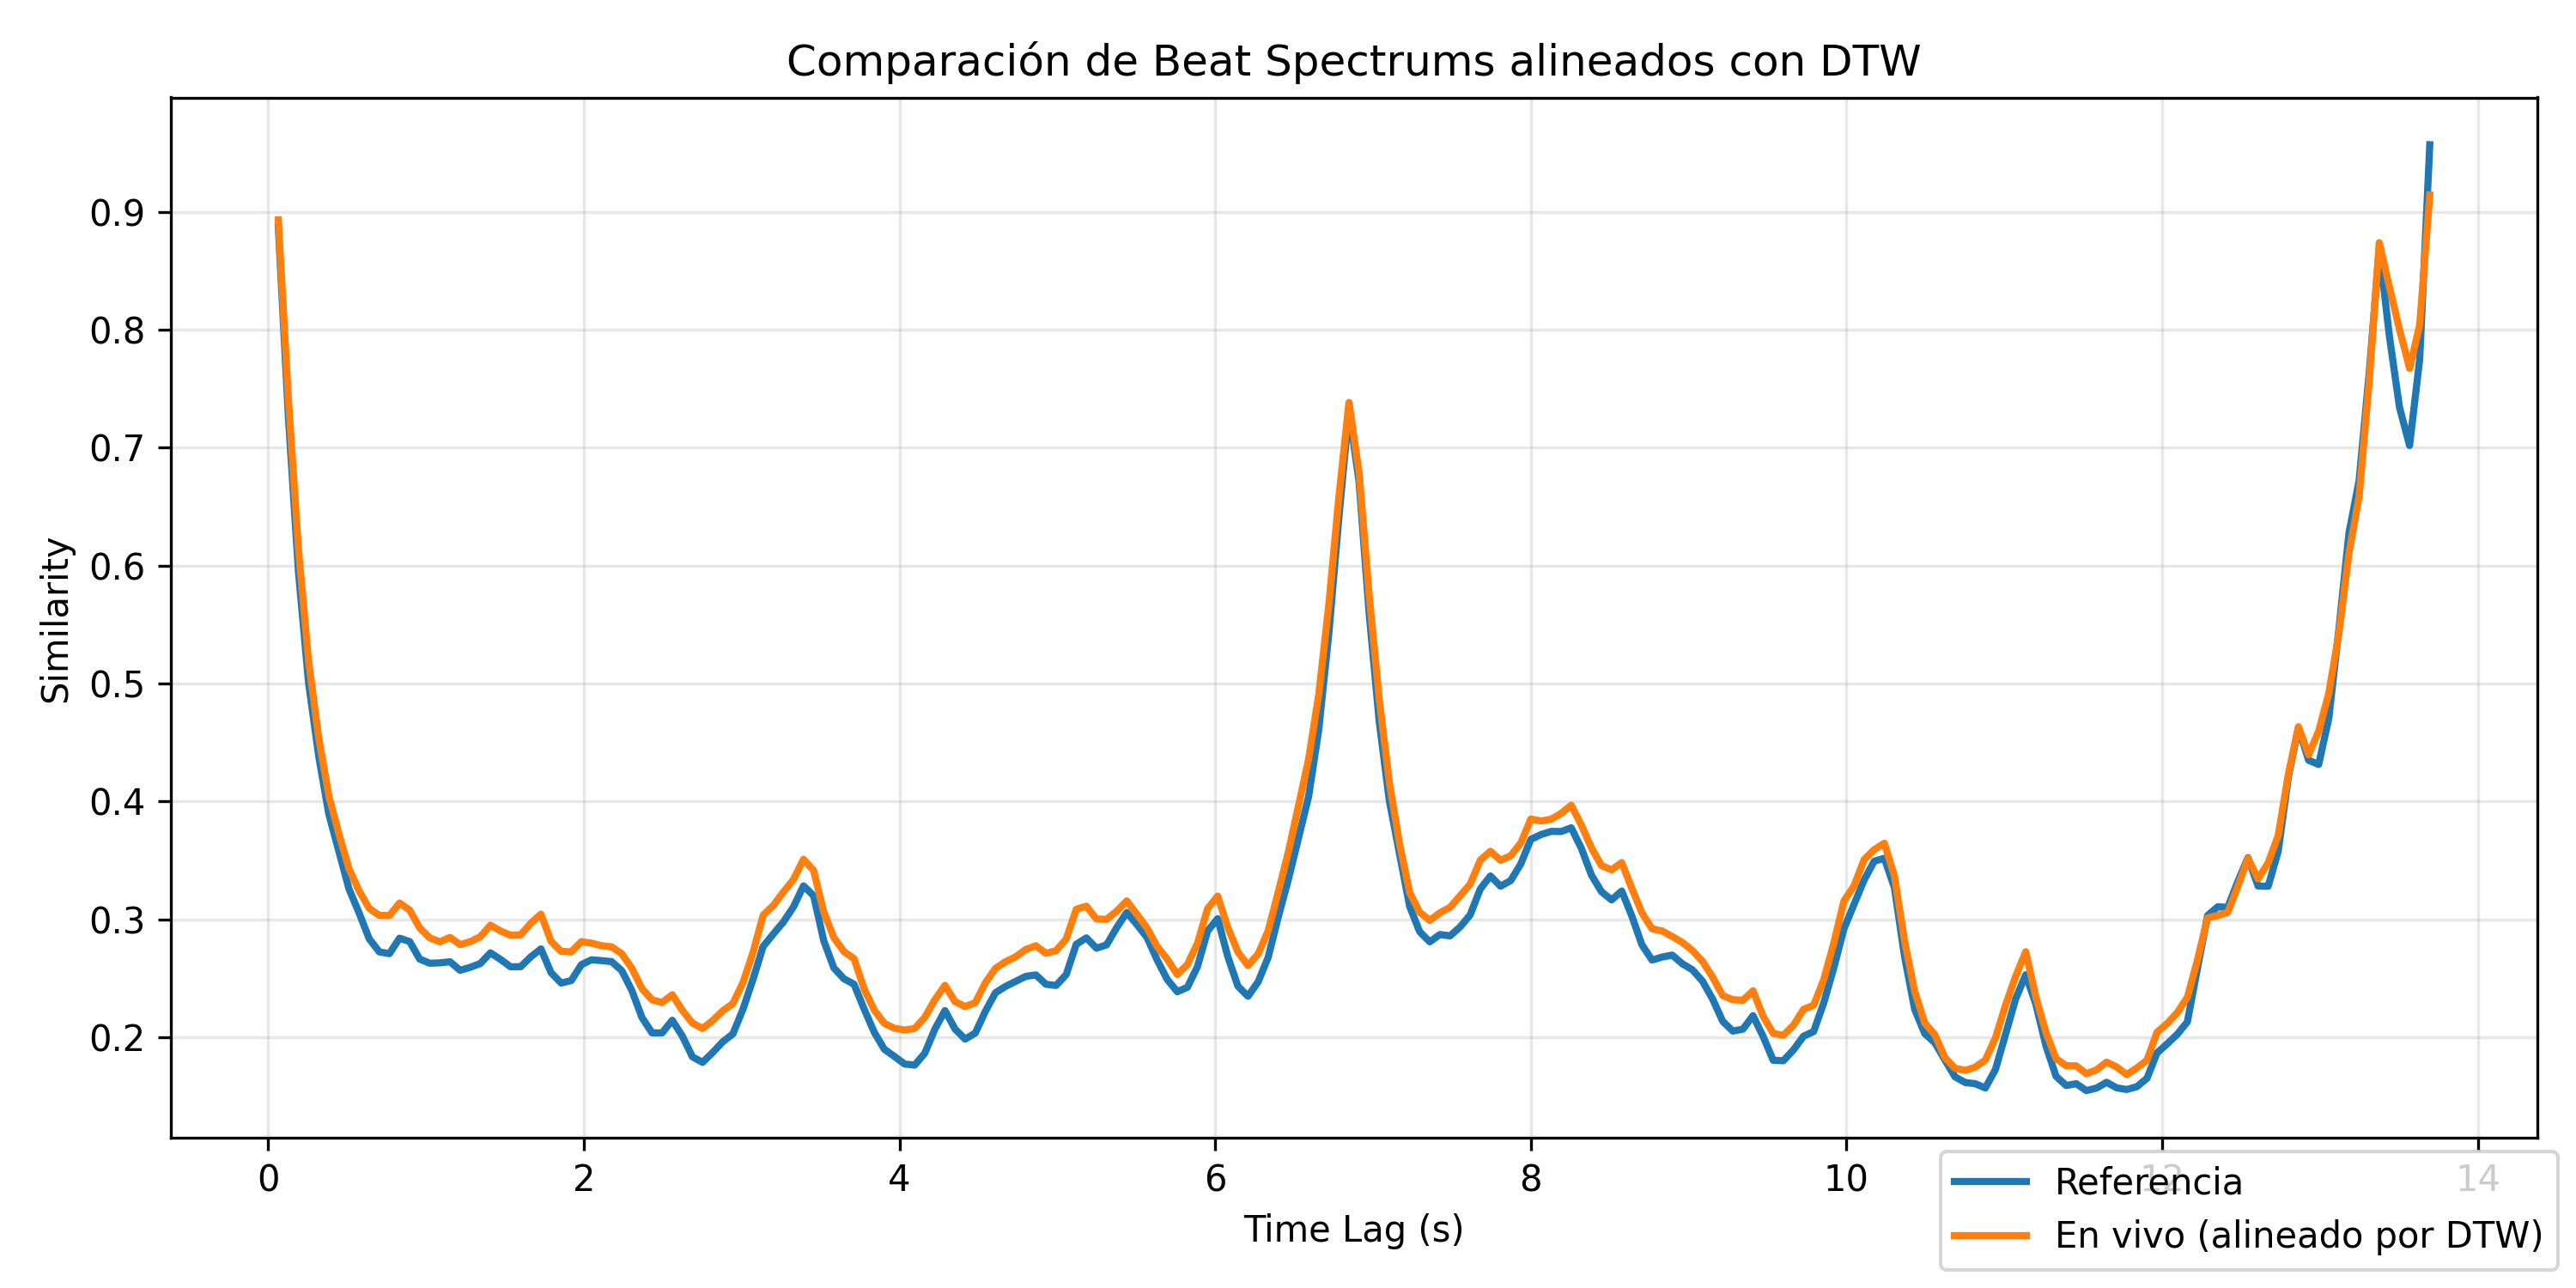 Comparación de Beat Spectrums alineados con DTW
Similarity
0.9
0.8
0.7
0.6
0.5
0.4
0.3
0.2
0 2 4 6 8 10 12 14
Time Lag (s)
Referencia
En vivo (alineado por DTW)